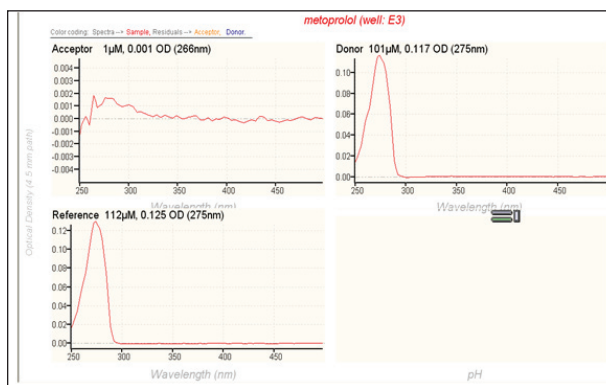 metoprolol (well: E3)
Color coding: Spectra --> Sample, Residuals --> Acceptor, Donor.
Acceptor 1µM, 0.001 OD (266nm)
0.004
0.003
0.002
0.001
0.000
-0.001
-0.002
-0.003
-0.004
250 300 350 400 450
Wavelength (nm)
Donor 101µM, 0.117 OD (275nm)
0.10
0.08
0.06
0.04
0.02
0.00
250 300 350 400 450
Wavelength (nm)
Optical Density (4.5 mm path)
Reference 112µM, 0.125 OD (275nm)
0.12
0.10
0.08
0.06
0.04
0.02
0.00
250 300 350 400 450
Wavelength (nm)
pH